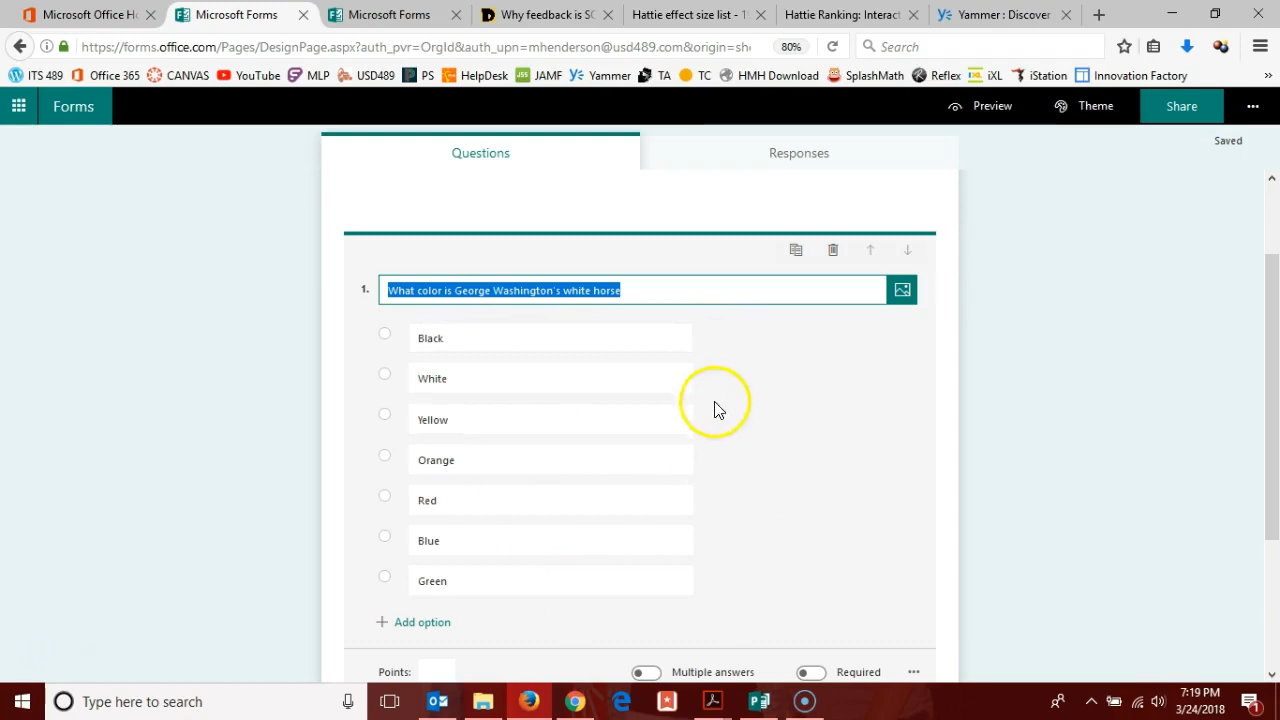 Microsoft Office Ho
Microsoft Forms
Microsoft Forms
Why feedback is SO
Hattie effect size list - 19
Hattie Ranking: Interact
Yammer : Discover
https://forms.office.com/Pages/DesignPage.aspx?auth_pvr=OrgId&auth_upn=mhenderson@usd489.com&origin=she
80%
Search
ITS 489
Office 365
CANVAS
YouTube
MLP
USD489
PS
HelpDesk
JAMF
Yammer
TA
TC
HMH Download
SplashMath
Reflex
iXL
iStation
Innovation Factory
Forms
Preview
Theme
Share
Saved
Questions
Responses
1.
What color is George Washington's white horse
Black
White
Yellow
Orange
Red
Blue
Green
Add option
Points:
Multiple answers
Required
Type here to search
7:19 PM
3/24/2018